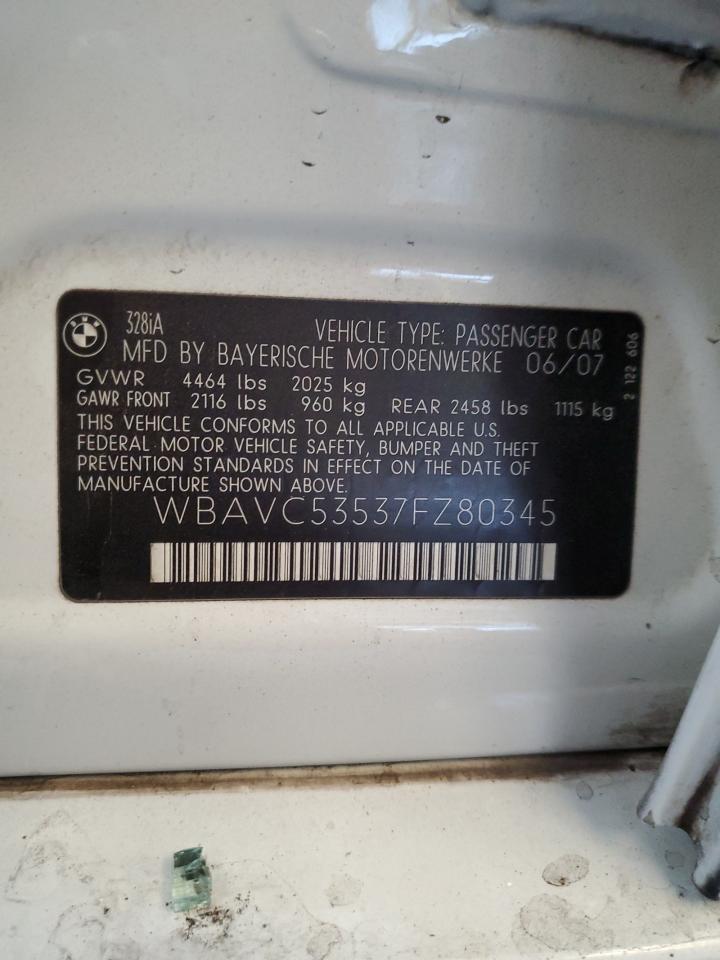 BMW
328iA
VEHICLE TYPE: PASSENGER CAR
MFD BY BAYERISCHE MOTORENWERKE 06/07
GVWR 4464 lbs 2025 kg
GAWR FRONT 2116 lbs 960 kg REAR 2458 lbs 1115 kg
THIS VEHICLE CONFORMS TO ALL APPLICABLE U.S.
FEDERAL MOTOR VEHICLE SAFETY, BUMPER AND THEFT
PREVENTION STANDARDS IN EFFECT ON THE DATE OF
MANUFACTURE SHOWN ABOVE.
WBAVC53537FZ80345
2 122 606